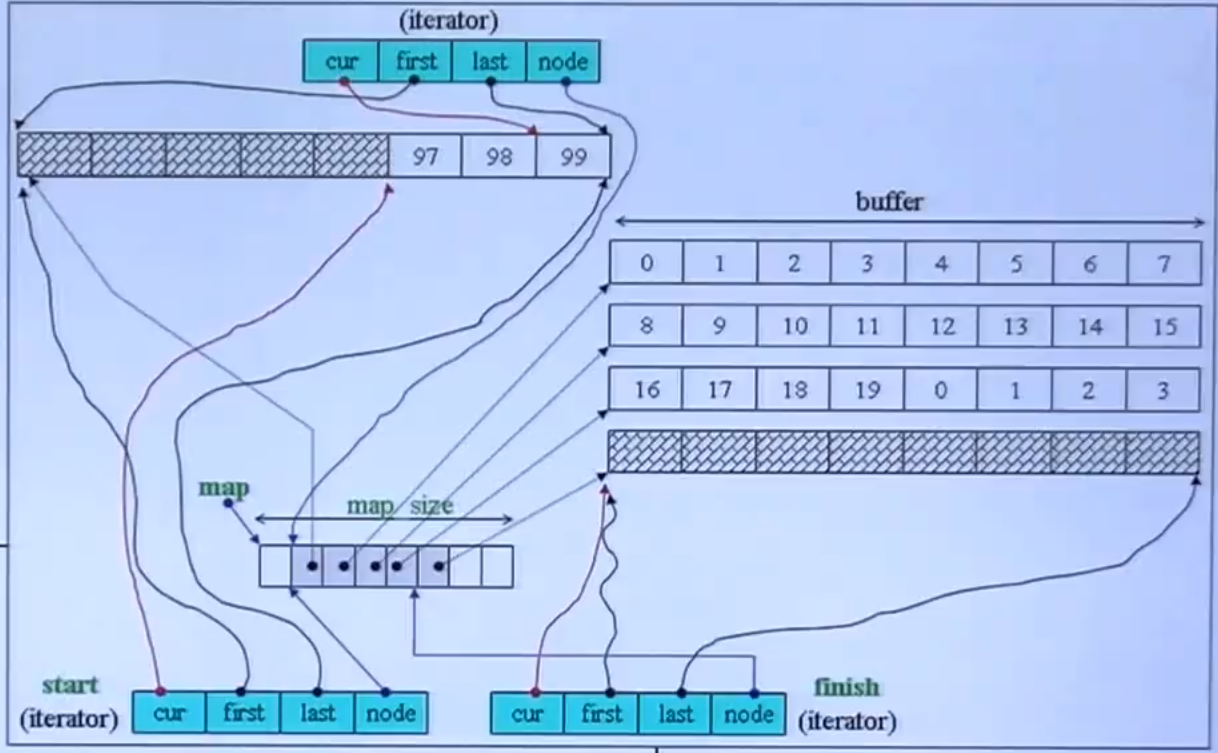 (iterator)
cur first last node
97 98 99
buffer
0 1 2 3 4 5 6 7
8 9 10 11 12 13 14 15
16 17 18 19 0 1 2 3
map
map size
start
(iterator)
cur first last node
cur first last node
finish
(iterator)